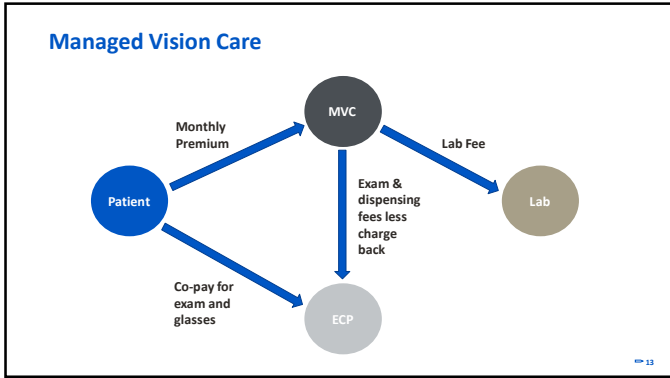 Managed Vision Care
MVC
Monthly
Premium
Lab Fee
Patient
Exam &
dispensing
fees less
charge
back
Lab
Co-pay for
exam and
glasses
ECP
13